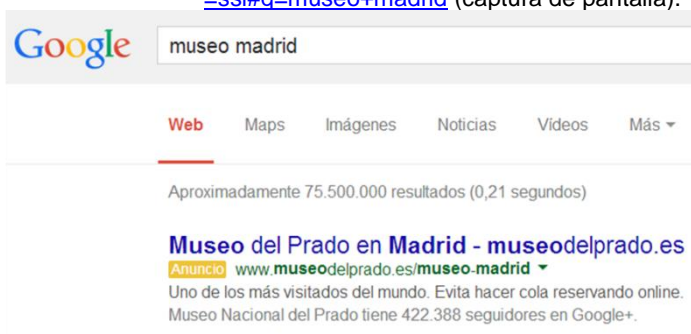 =ssl#q=museo+madrid (captura de pantalla).
Google museo madrid
Web Maps Imágenes Noticias Vídeos Más
Aproximadamente 75.500.000 resultados (0,21 segundos)
Museo del Prado en Madrid - museodelprado.es
Anuncio www.museodelprado.es/museo-madrid
Uno de los más visitados del mundo. Evita hacer cola reservando online.
Museo Nacional del Prado tiene 422.388 seguidores en Google+.